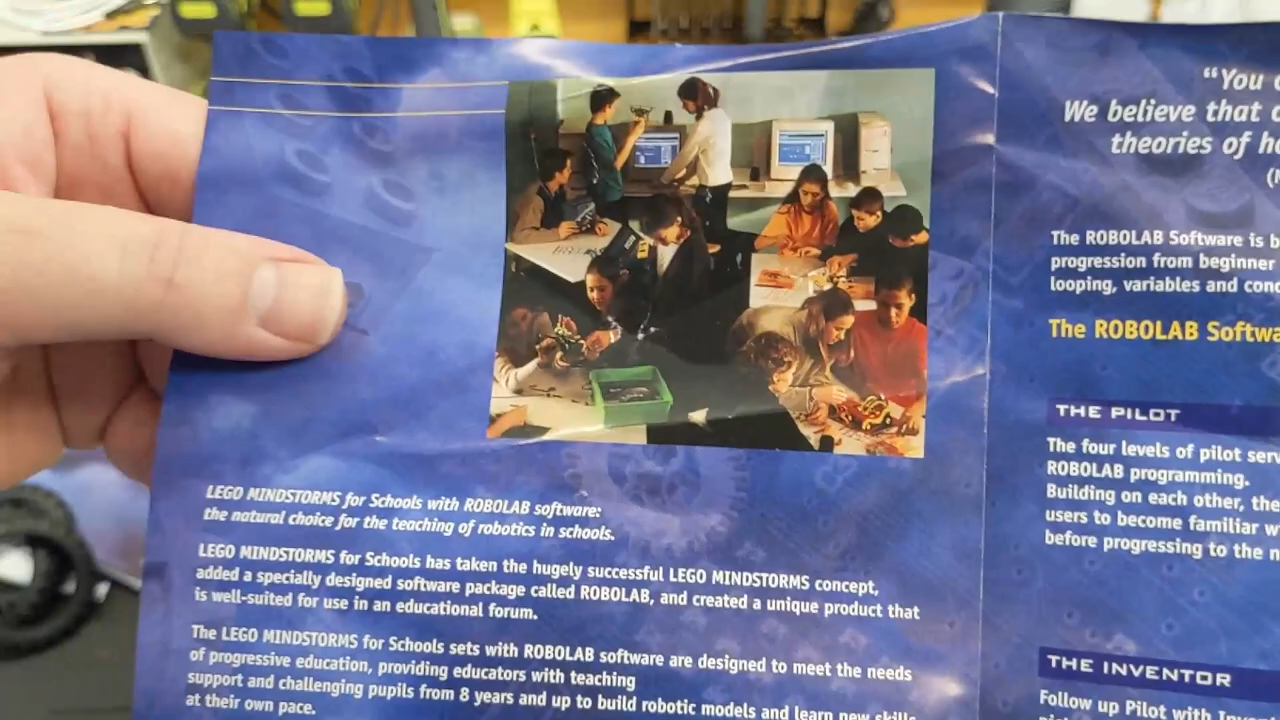 LEGO MINDSTORMS for Schools with ROBOLAB software:
the natural choice for the teaching of robotics in schools.
LEGO MINDSTORMS for Schools has taken the hugely successful LEGO MINDSTORMS concept,
added a specially designed software package called ROBOLAB, and created a unique product that
is well-suited for use in an educational forum.
The LEGO MINDSTORMS for Schools sets with ROBOLAB software are designed to meet the needs
of progressive education, providing educators with teaching
support and challenging pupils from 8 years and up to build robotic models and learn new skills
at their own pace.
“You
We believe that
theories of
The ROBOLAB Software is
progression from beginner
looping, variables and
The ROBOLAB
THE PILOT
The four levels of pilot
ROBOLAB programming.
Building on each other,
users to become familiar
before progressing to the
THE INVENTOR
Follow up Pilot with